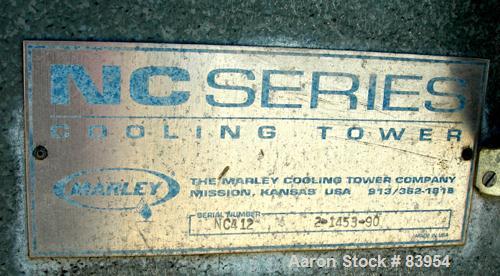 NC SERIES
COOLING TOWER
MARLEY
THE MARLEY COOLING TOWER COMPANY
MISSION, KANSAS USA 913/362-1818
SERIAL NUMBER
NC412 2-1453-90
MADE IN USA
Aaron Stock # 83954